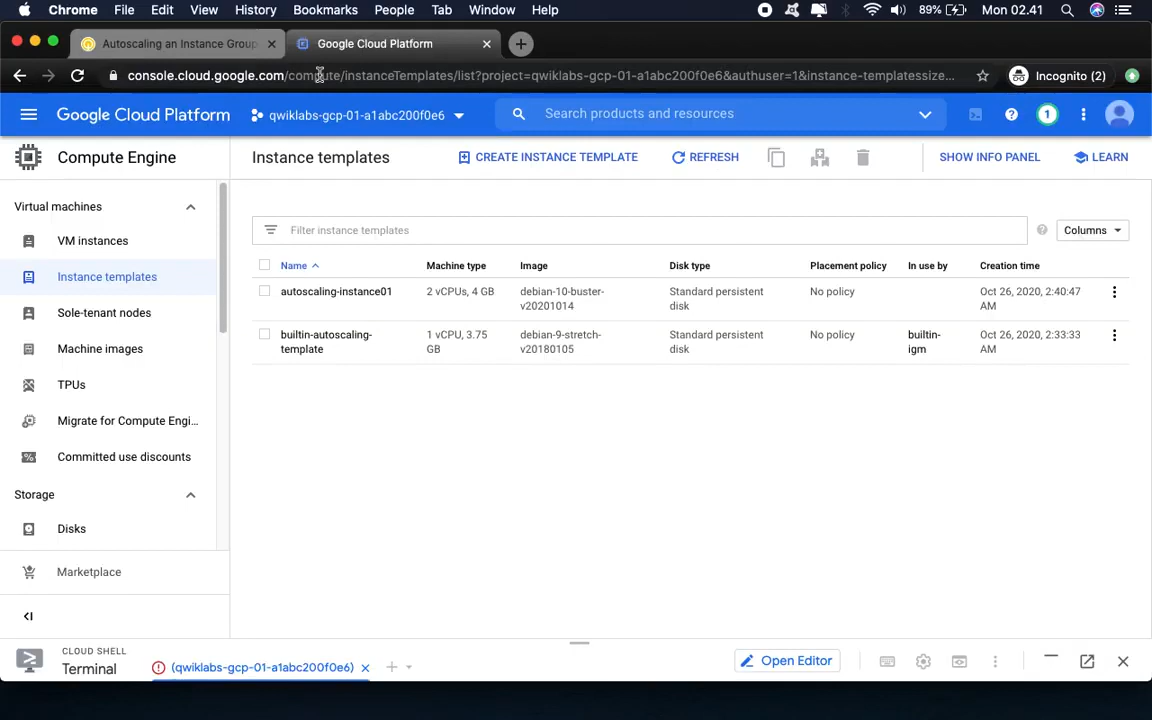 Chrome File Edit View History Bookmarks People Tab Window Help 89% Mon 02.41
Autoscaling an Instance Group
Google Cloud Platform
console.cloud.google.com/compute/instanceTemplates/list?project=qwiklabs-gcp-01-a1abc200f0e6&authuser=1&instance-templatessize...
Incognito (2)
Google Cloud Platform
qwiklabs-gcp-01-a1abc200f0e6
Search products and resources
1
Compute Engine
Instance templates
CREATE INSTANCE TEMPLATE
REFRESH
SHOW INFO PANEL
LEARN
Virtual machines
VM instances
Instance templates
Sole-tenant nodes
Machine images
TPUs
Migrate for Compute Engi...
Committed use discounts
Storage
Disks
Marketplace
Filter instance templates
Columns
Name Machine type Image Disk type Placement policy In use by Creation time
autoscaling-instance01 2 vCPUs, 4 GB debian-10-buster- Standard persistent No policy Oct 26, 2020, 2:40:47
v20201014 disk AM
builtin-autoscaling- 1 vCPU, 3.75 debian-9-stretch- Standard persistent No policy builtin- Oct 26, 2020, 2:33:33
template GB v20180105 disk igm AM
CLOUD SHELL
Terminal
(qwiklabs-gcp-01-a1abc200f0e6)
Open Editor